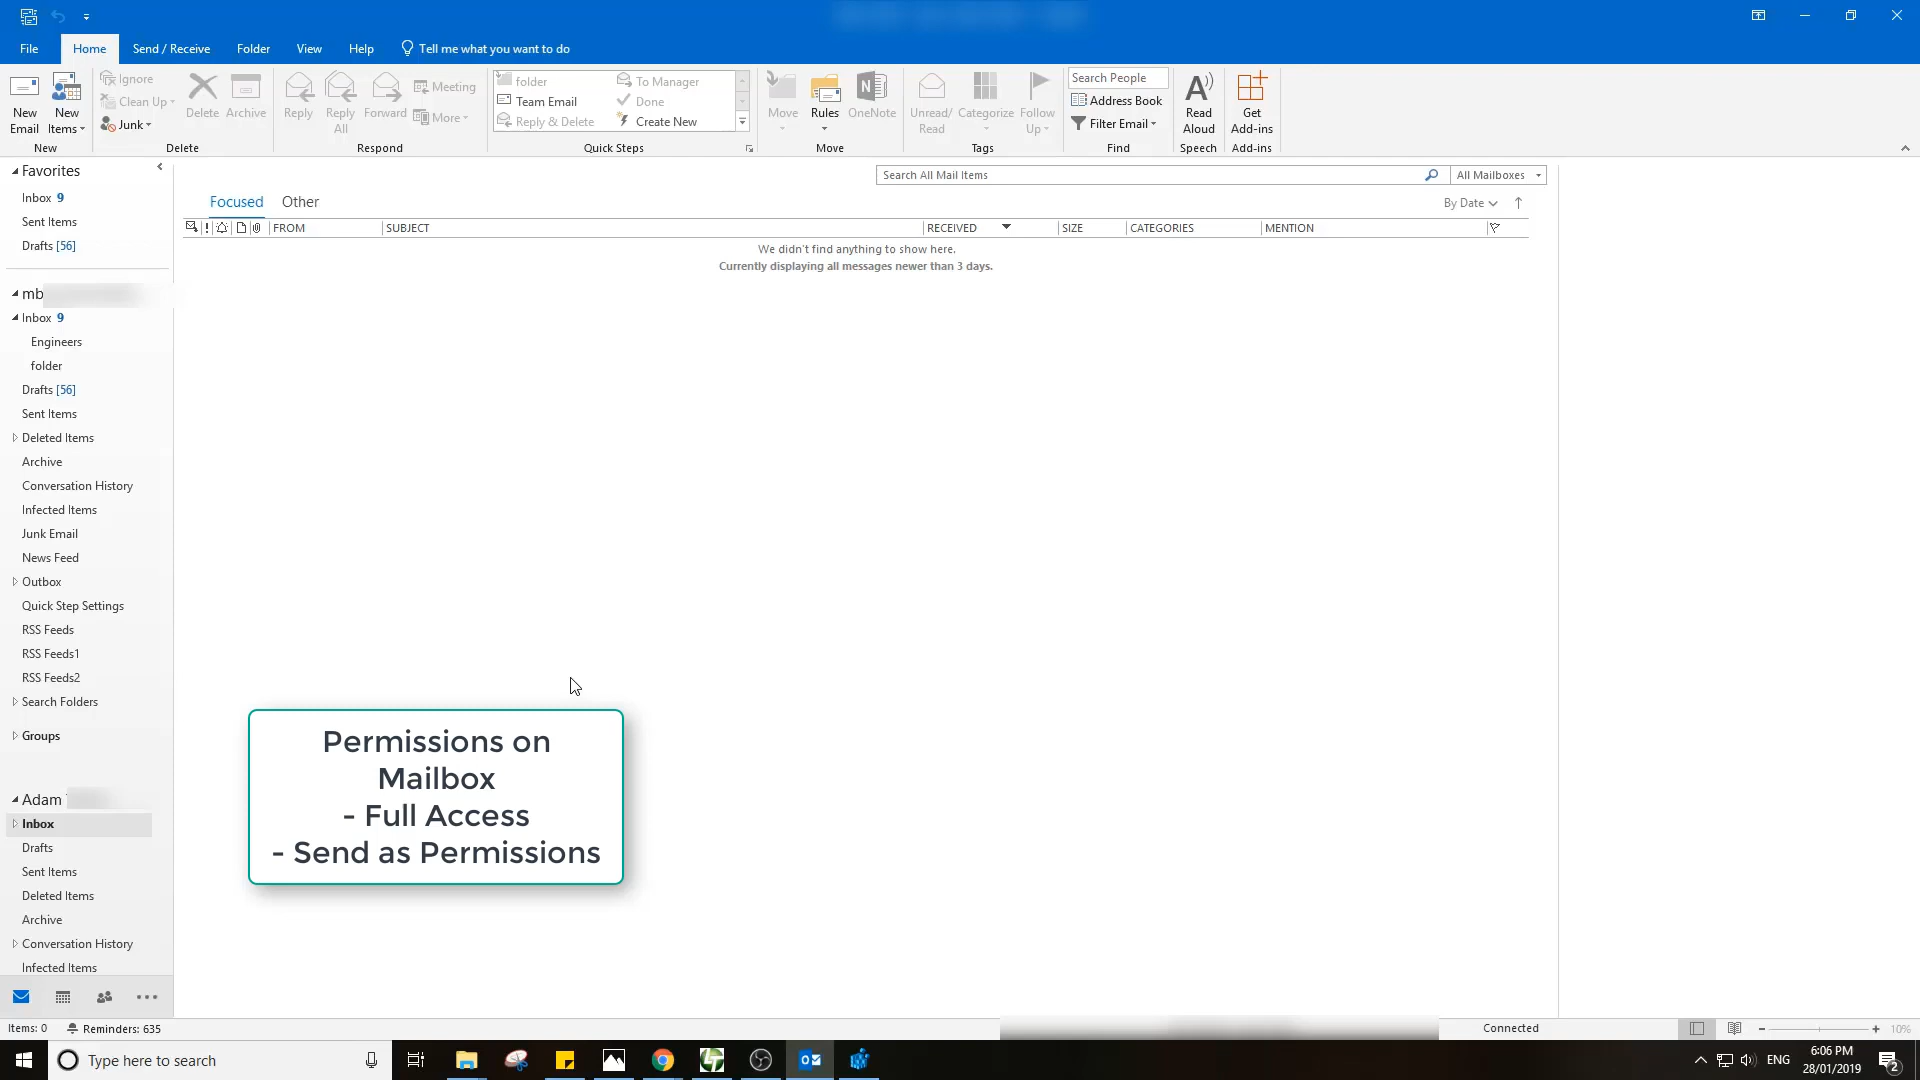 File Home Send / Receive Folder View Help Tell me what you want to do
New Email
New Items
New
Ignore
Clean Up
Junk
Delete
Archive
Delete
Reply
Reply All
Forward
Meeting
More
Respond
folder
Team Email
Reply & Delete
To Manager
Done
Create New
Quick Steps
Move
Rules
OneNote
Move
Unread/ Read
Categorize
Follow Up
Tags
Search People
Address Book
Filter Email
Find
Read Aloud
Speech
Get Add-ins
Add-ins
Favorites
Inbox 9
Sent Items
Drafts [56]
mb
Inbox 9
Engineers
folder
Drafts [56]
Sent Items
Deleted Items
Archive
Conversation History
Infected Items
Junk Email
News Feed
Outbox
Quick Step Settings
RSS Feeds
RSS Feeds1
RSS Feeds2
Search Folders
Groups
Adam
Inbox
Drafts
Sent Items
Deleted Items
Archive
Conversation History
Infected Items
Search All Mail Items
All Mailboxes
Focused Other
By Date
! FROM SUBJECT RECEIVED SIZE CATEGORIES MENTION
We didn't find anything to show here.
Currently displaying all messages newer than 3 days.
Permissions on
Mailbox
- Full Access
- Send as Permissions
Items: 0 Reminders: 635
Connected
10%
Type here to search
ENG
6:06 PM
28/01/2019
2